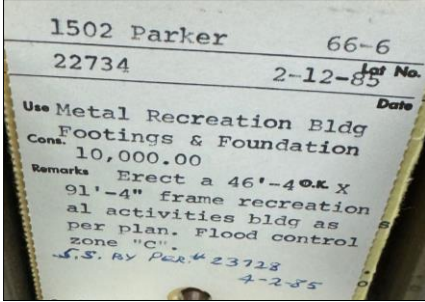 1502 Parker 66-6
Lot No.
22734 2-12-85
Date
Use Metal Recreation Bldg
Footings & Foundation
Cons. 10,000.00
Remarks Erect a 46'-4 O.K. X
91'-4" frame recreation
al activities bldg as
per plan. Flood control
zone "C".
S.S. BY PER.# 23728
4-2-85